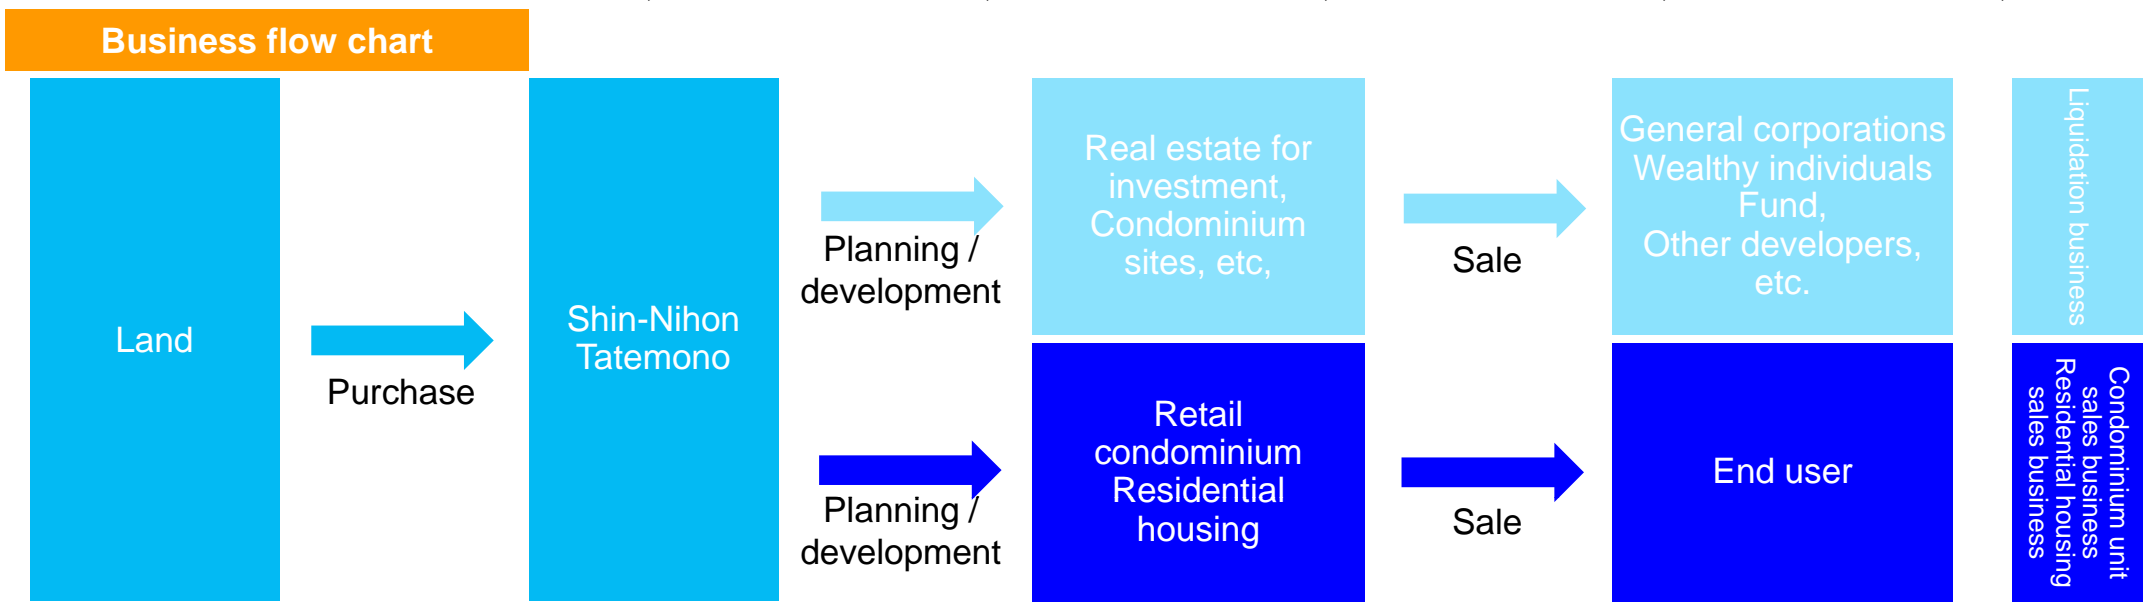 Business flow chart
Land
Purchase
Shin-Nihon
Tatemono
Planning /
development
Real estate for
investment,
Condominium
sites, etc,
Sale
General corporations
Wealthy individuals
Fund,
Other developers,
etc.
Liquidation business
Planning /
development
Retail
condominium
Residential
housing
Sale
End user
Condominium unit
sales business
Residential housing
sales business